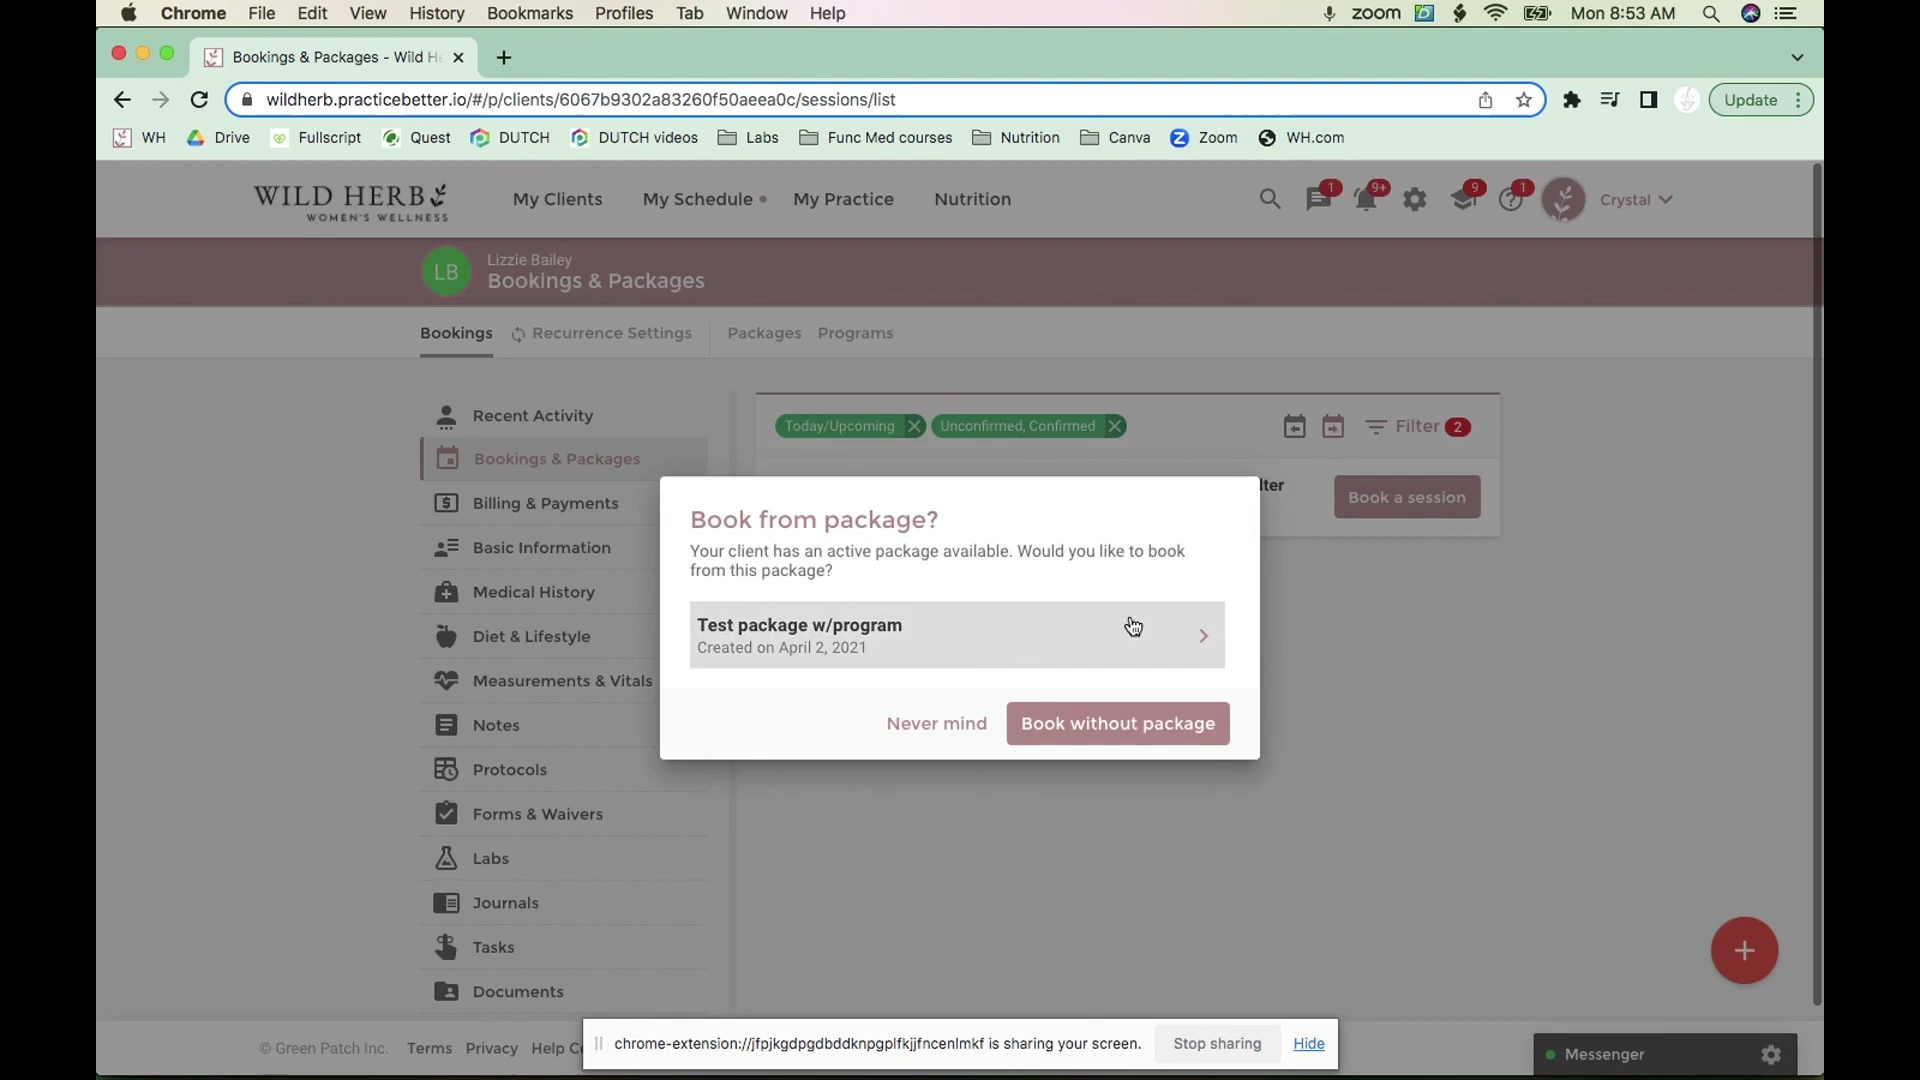 Chrome File Edit View History Bookmarks Profiles Tab Window Help zoom Mon 8:53 AM
Bookings & Packages - Wild He
wildherb.practicebetter.io/#/p/clients/6067b9302a83260f50aeea0c/sessions/list Update
WH Drive Fullscript Quest DUTCH DUTCH videos Labs Func Med courses Nutrition Canva Zoom WH.com
WILD HERB
WOMEN'S WELLNESS
My Clients My Schedule My Practice Nutrition 1 9+ 9 1 Crystal
LB
Lizzie Bailey
Bookings & Packages
Bookings Recurrence Settings Packages Programs
Recent Activity
Bookings & Packages
Billing & Payments
Basic Information
Medical History
Diet & Lifestyle
Measurements & Vitals
Notes
Protocols
Forms & Waivers
Labs
Journals
Tasks
Documents
Today/Upcoming Unconfirmed, Confirmed Filter 2
lter
Book a session
Book from package?
Your client has an active package available. Would you like to book
from this package?
Test package w/program
Created on April 2, 2021
Never mind Book without package
© Green Patch Inc. Terms Privacy Help Ce
chrome-extension://jfpjkgdpgdbddknpgplfkjjfncenlmkf is sharing your screen. Stop sharing Hide
Messenger